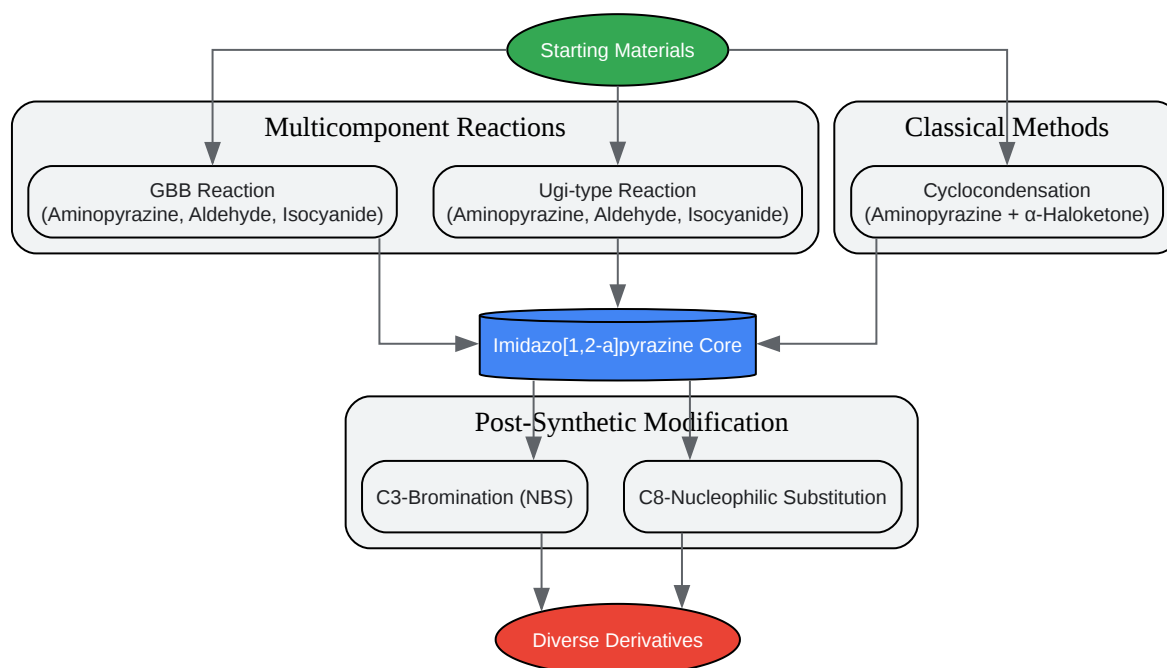 Starting Materials
Multicomponent Reactions
Classical Methods
GBB Reaction
(Aminopyrazine, Aldehyde, Isocyanide)
Ugi-type Reaction
(Aminopyrazine, Aldehyde, Isocyanide)
Cyclocondensation
(Aminopyrazine + α-Haloketone)
Imidazo[1,2-a]pyrazine Core
Post-Synthetic Modification
C3-Bromination (NBS)
C8-Nucleophilic Substitution
Diverse Derivatives